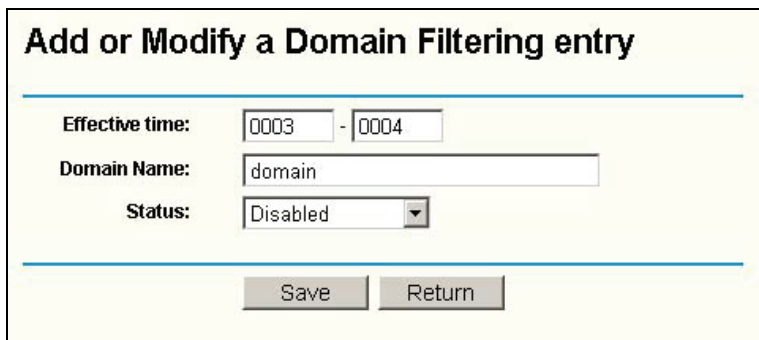 Add or Modify a Domain Filtering entry
Effective time: 0003 - 0004
Domain Name: domain
Status: Disabled
Save Return